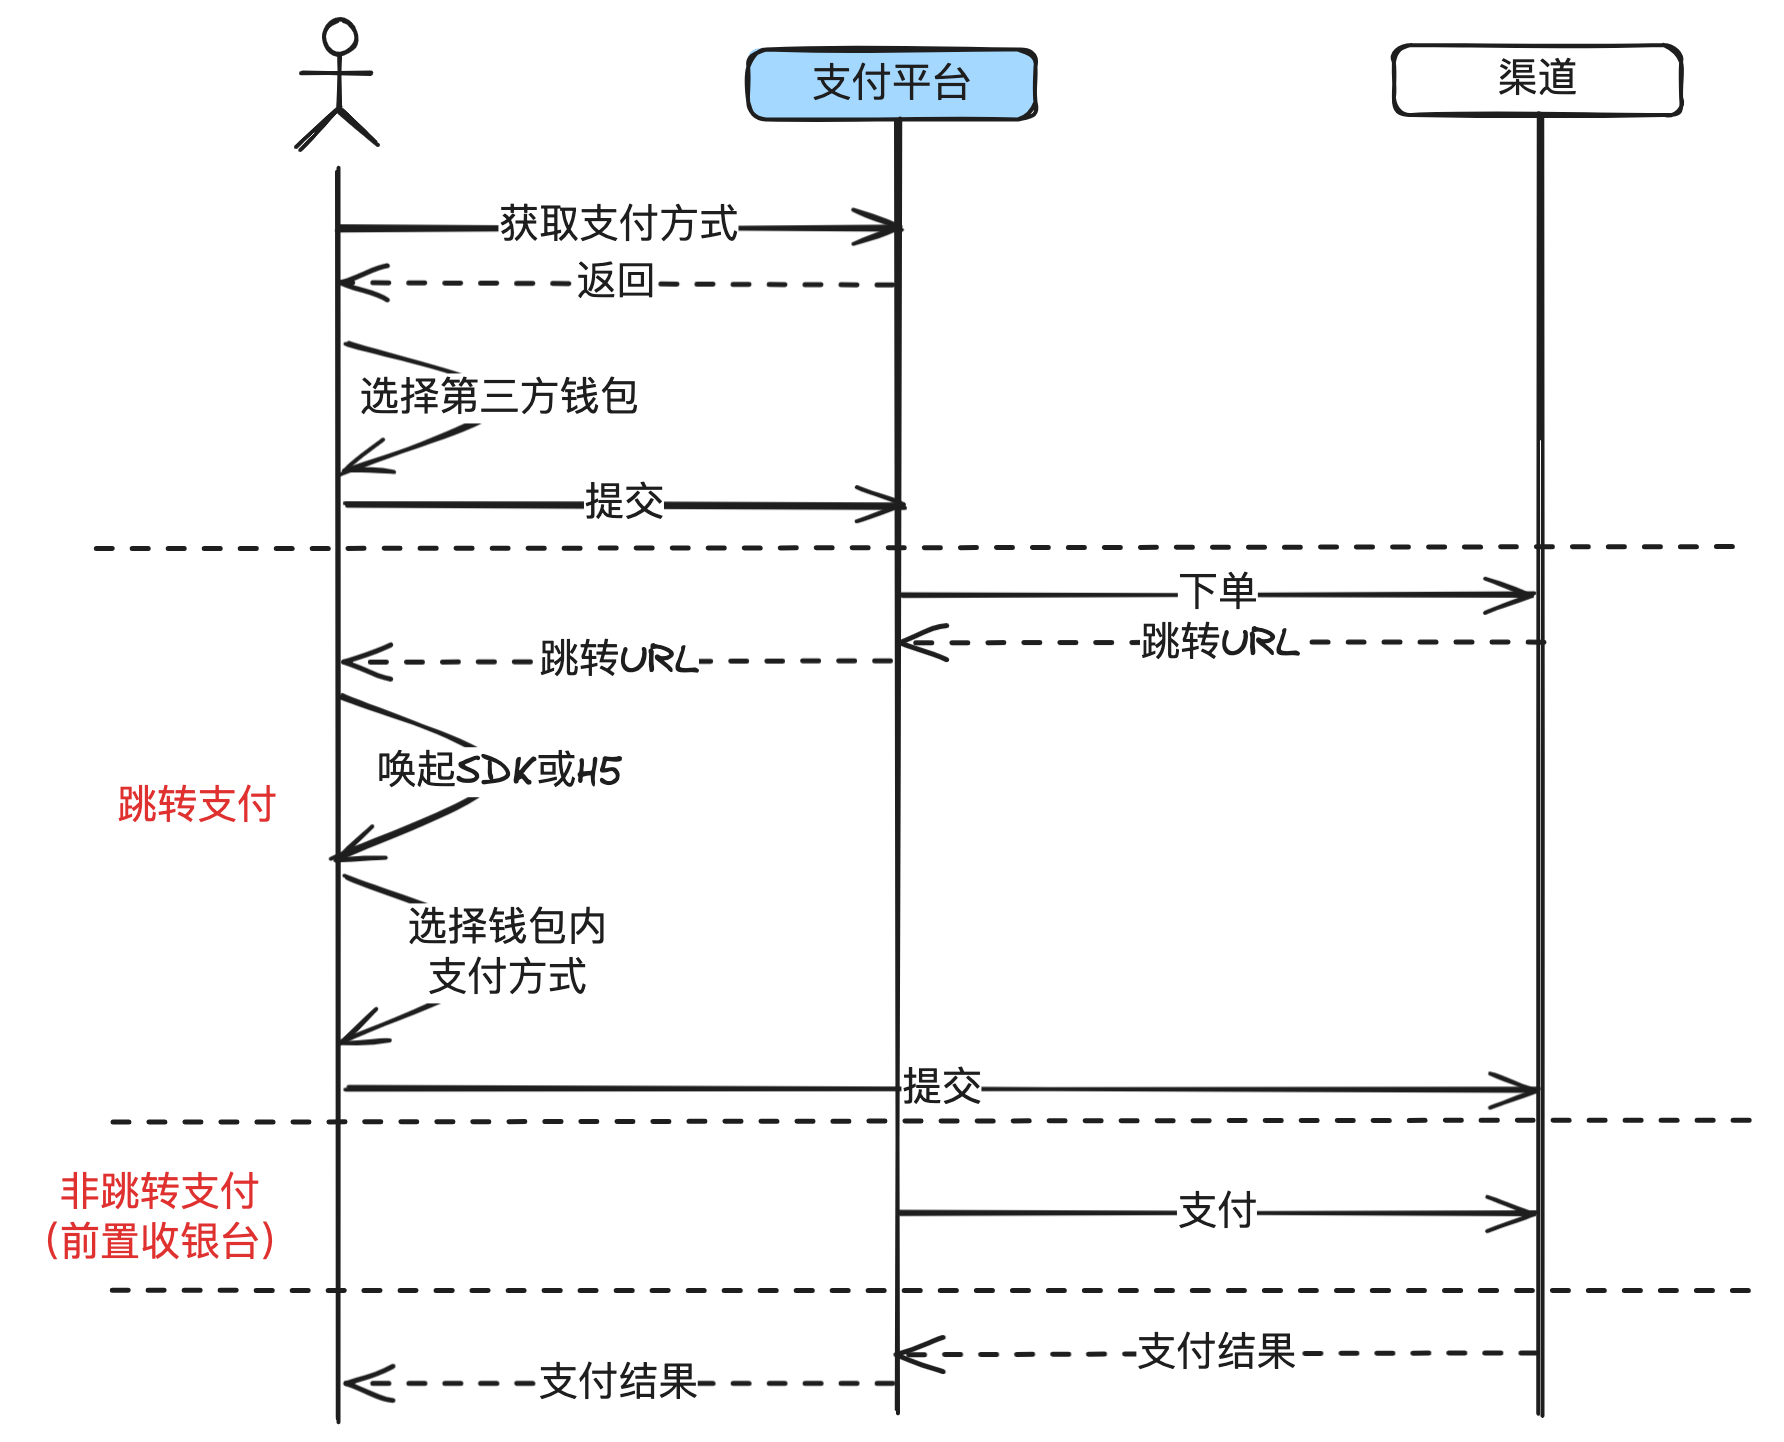 支付平台
渠道
获取支付方式
返回
选择第三方钱包
提交
下单
跳转URL
跳转URL
唤起SDK或H5
跳转支付
选择钱包内
支付方式
提交
非跳转支付
(前置收银台)
支付
支付结果
支付结果